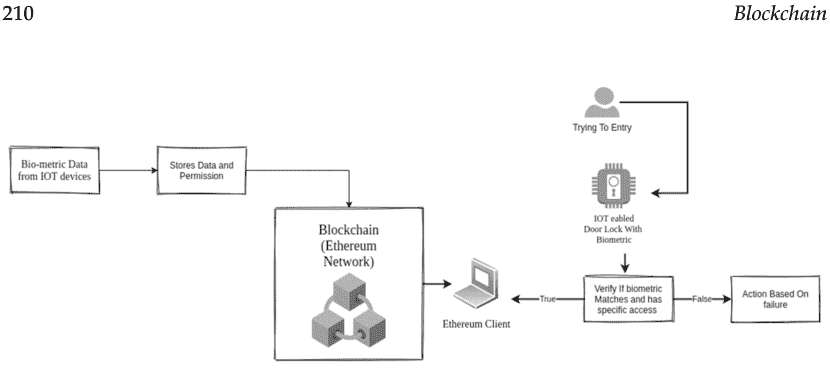 210
Blockchain
Trying To Entry
Bio-metric Data
from IOT devices
Stores Data and
Permission
IOT eabled
Door Lock With
Biometric
Blockchain
(Ethereum
Network)
Ethereum Client
True
Verify If biometric
Matches and has
specific access
False
Action Based On
failure